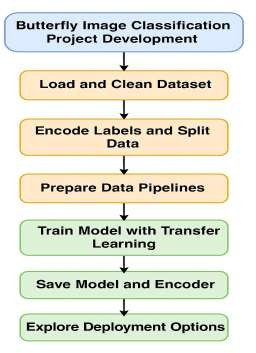 Butterfly Image Classification
Project Development
Load and Clean Dataset
Encode Labels and Split
Data
Prepare Data Pipelines
Train Model with Transfer
Learning
Save Model and Encoder
Explore Deployment Options